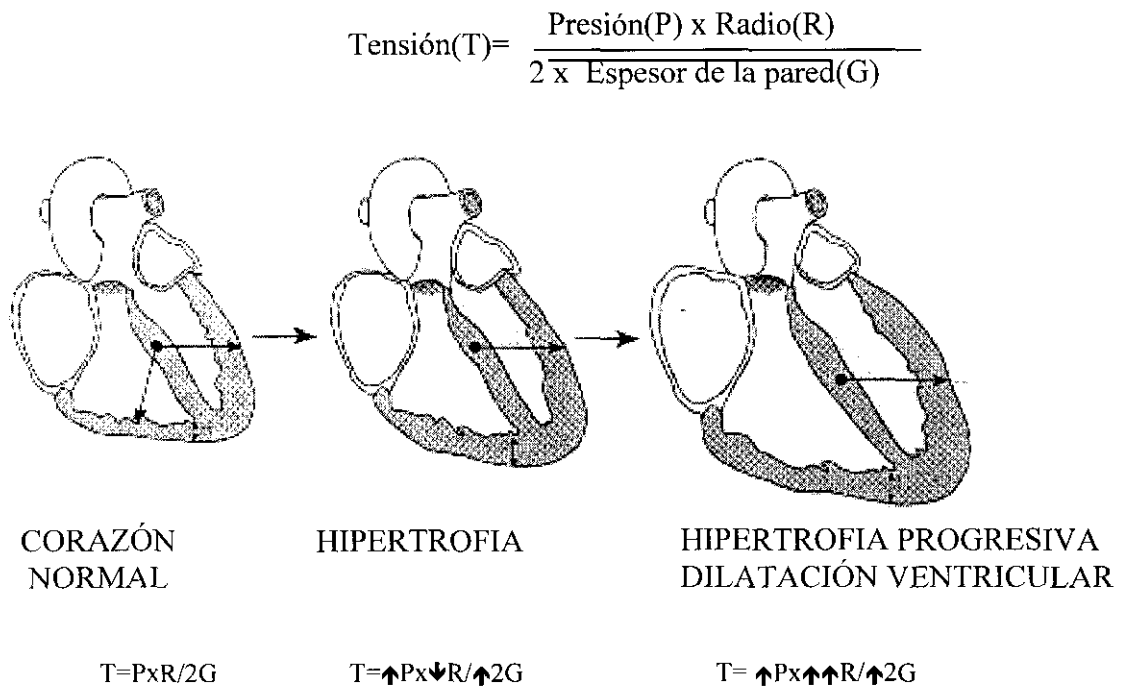 Presión(P) x Radio(R)
Tensión(T)=
2 x Espesor de la pared(G)
CORAZÓN
NORMAL
HIPERTROFIA
HIPERTROFIA PROGRESIVA
DILATACIÓN VENTRICULAR
T=PxR/2G
T=↑Px↓R/↑2G
T= ↑Px↑↑R/↑2G